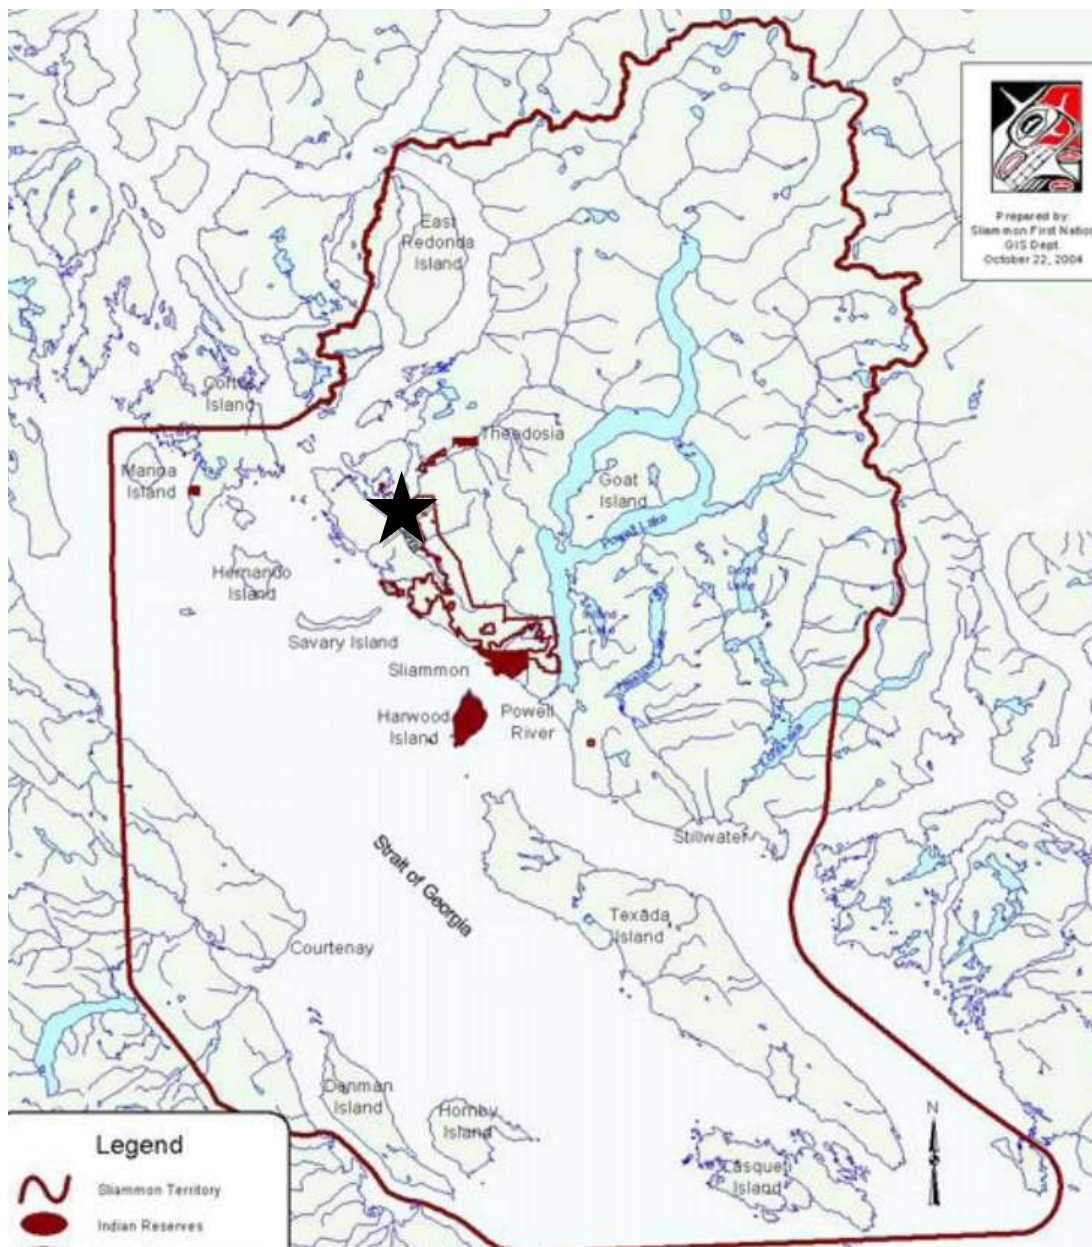 Prepared by:
Sliammon First Nation
GIS Dept.
October 22, 2004
East
Redonda
Island
Cortes
Island
Theodosia
Marina
Island
Goat
Island
Powell Lake
Hernando
Island
Savary Island
Sliammon
Harwood
Island
Powell
River
Stillwater
Strait of Georgia
Texada
Island
Courtenay
Denman
Island
Hornby
Island
Lasqueti
Island
N
Legend
Sliammon Territory
Indian Reserves